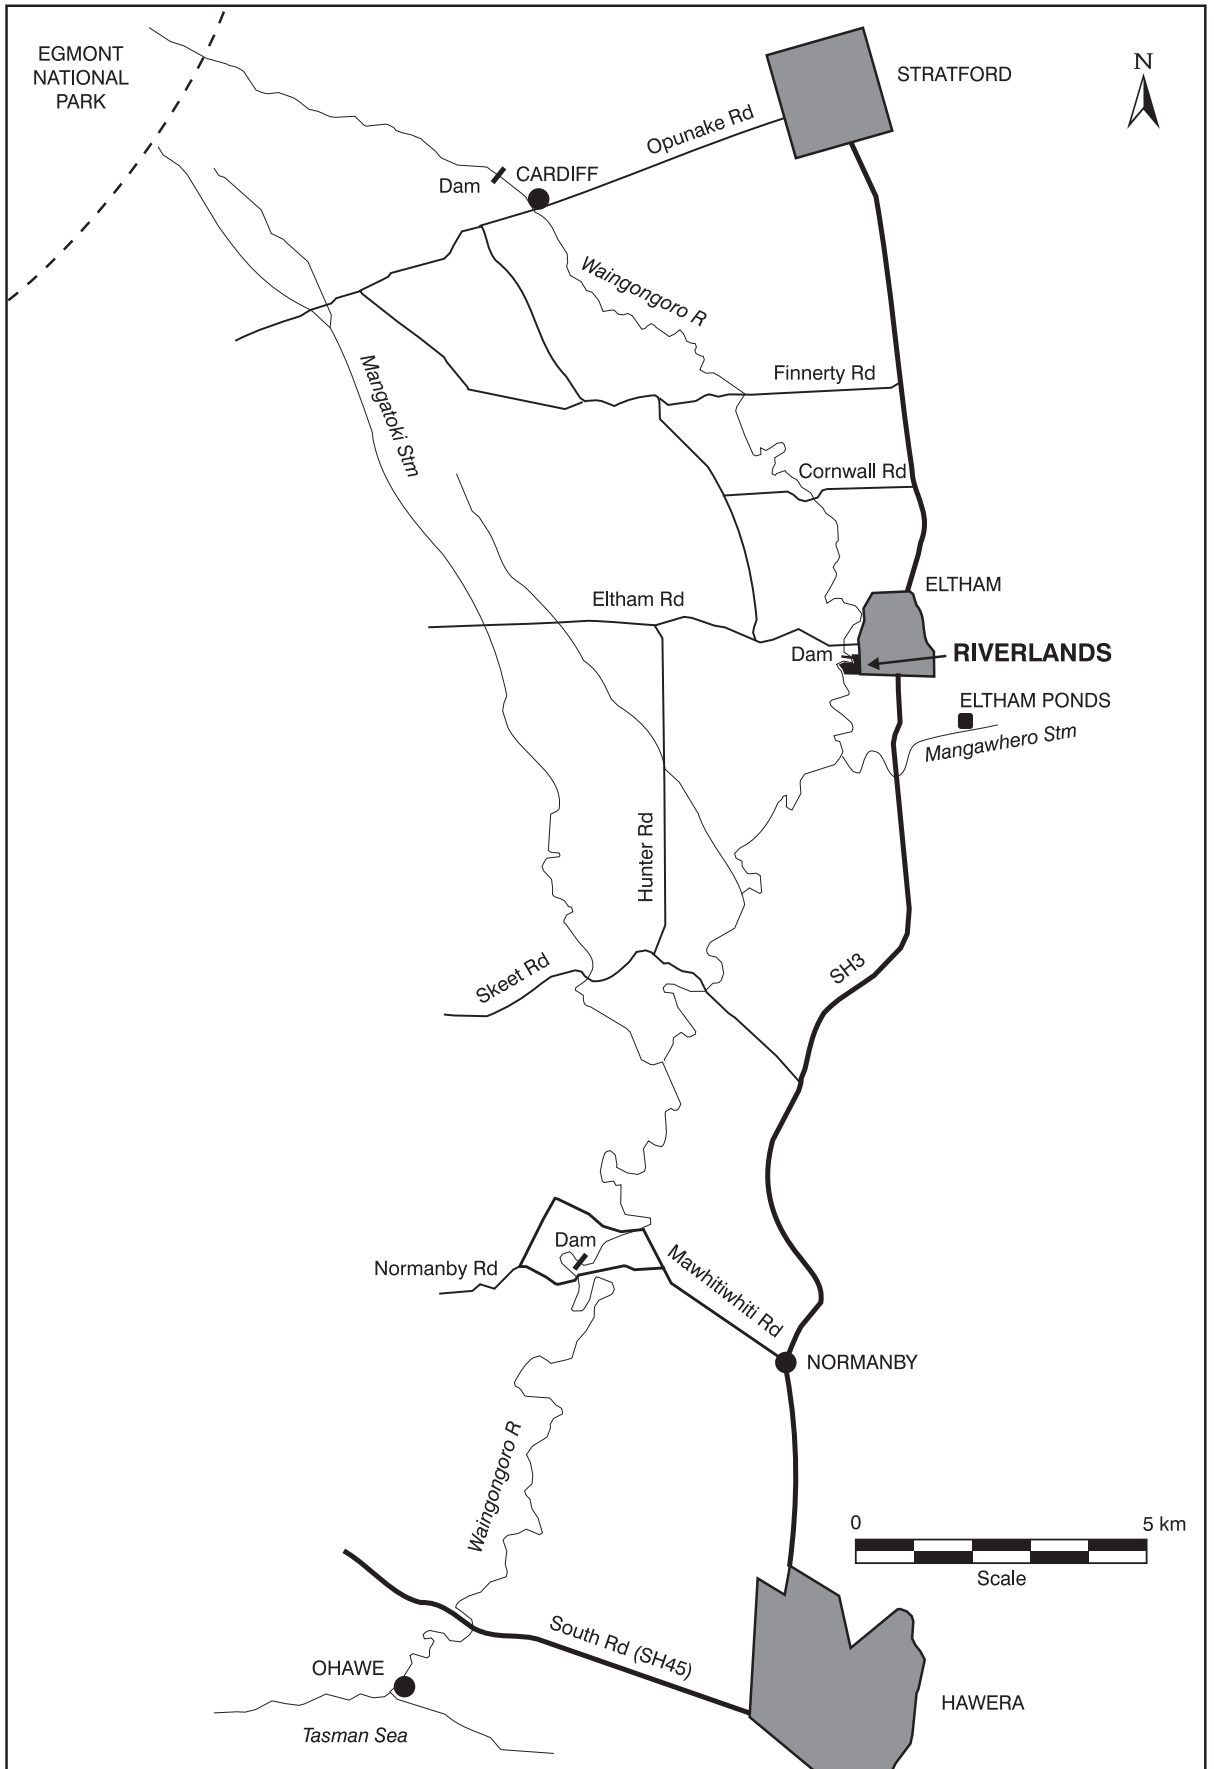 EGMONT
NATIONAL
PARK
STRATFORD
N
Opunake Rd
CARDIFF
Dam
Waingongoro R
Mangatoki Stm
Finnerty Rd
Cornwall Rd
ELTHAM
Eltham Rd
Dam
RIVERLANDS
ELTHAM PONDS
Mangawhero Stm
Hunter Rd
Skeet Rd
SH3
Dam
Normanby Rd
Mawhitiwhiti Rd
NORMANBY
Waingongoro R
0 5 km
Scale
South Rd (SH45)
OHAWE
HAWERA
Tasman Sea